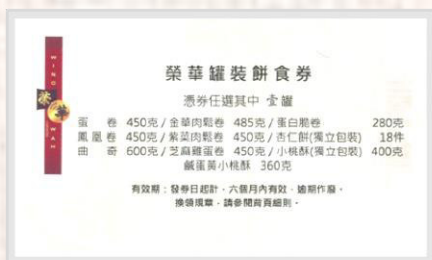 WING WAH
榮華
榮華罐裝餅食券
憑券任選其中 壹罐
蛋卷 450克 / 金華肉鬆卷 485克 / 蛋白脆卷 280克
鳳凰卷 450克 / 紫菜肉鬆卷 450克 / 杏仁餅(獨立包裝) 18件
曲奇 600克 / 芝麻雞蛋卷 450克 / 小桃酥(獨立包裝) 400克
鹹蛋黃小桃酥 360克
有效期：發券日起計，六個月內有效，逾期作廢。
換領規章，請參閱背頁細則。